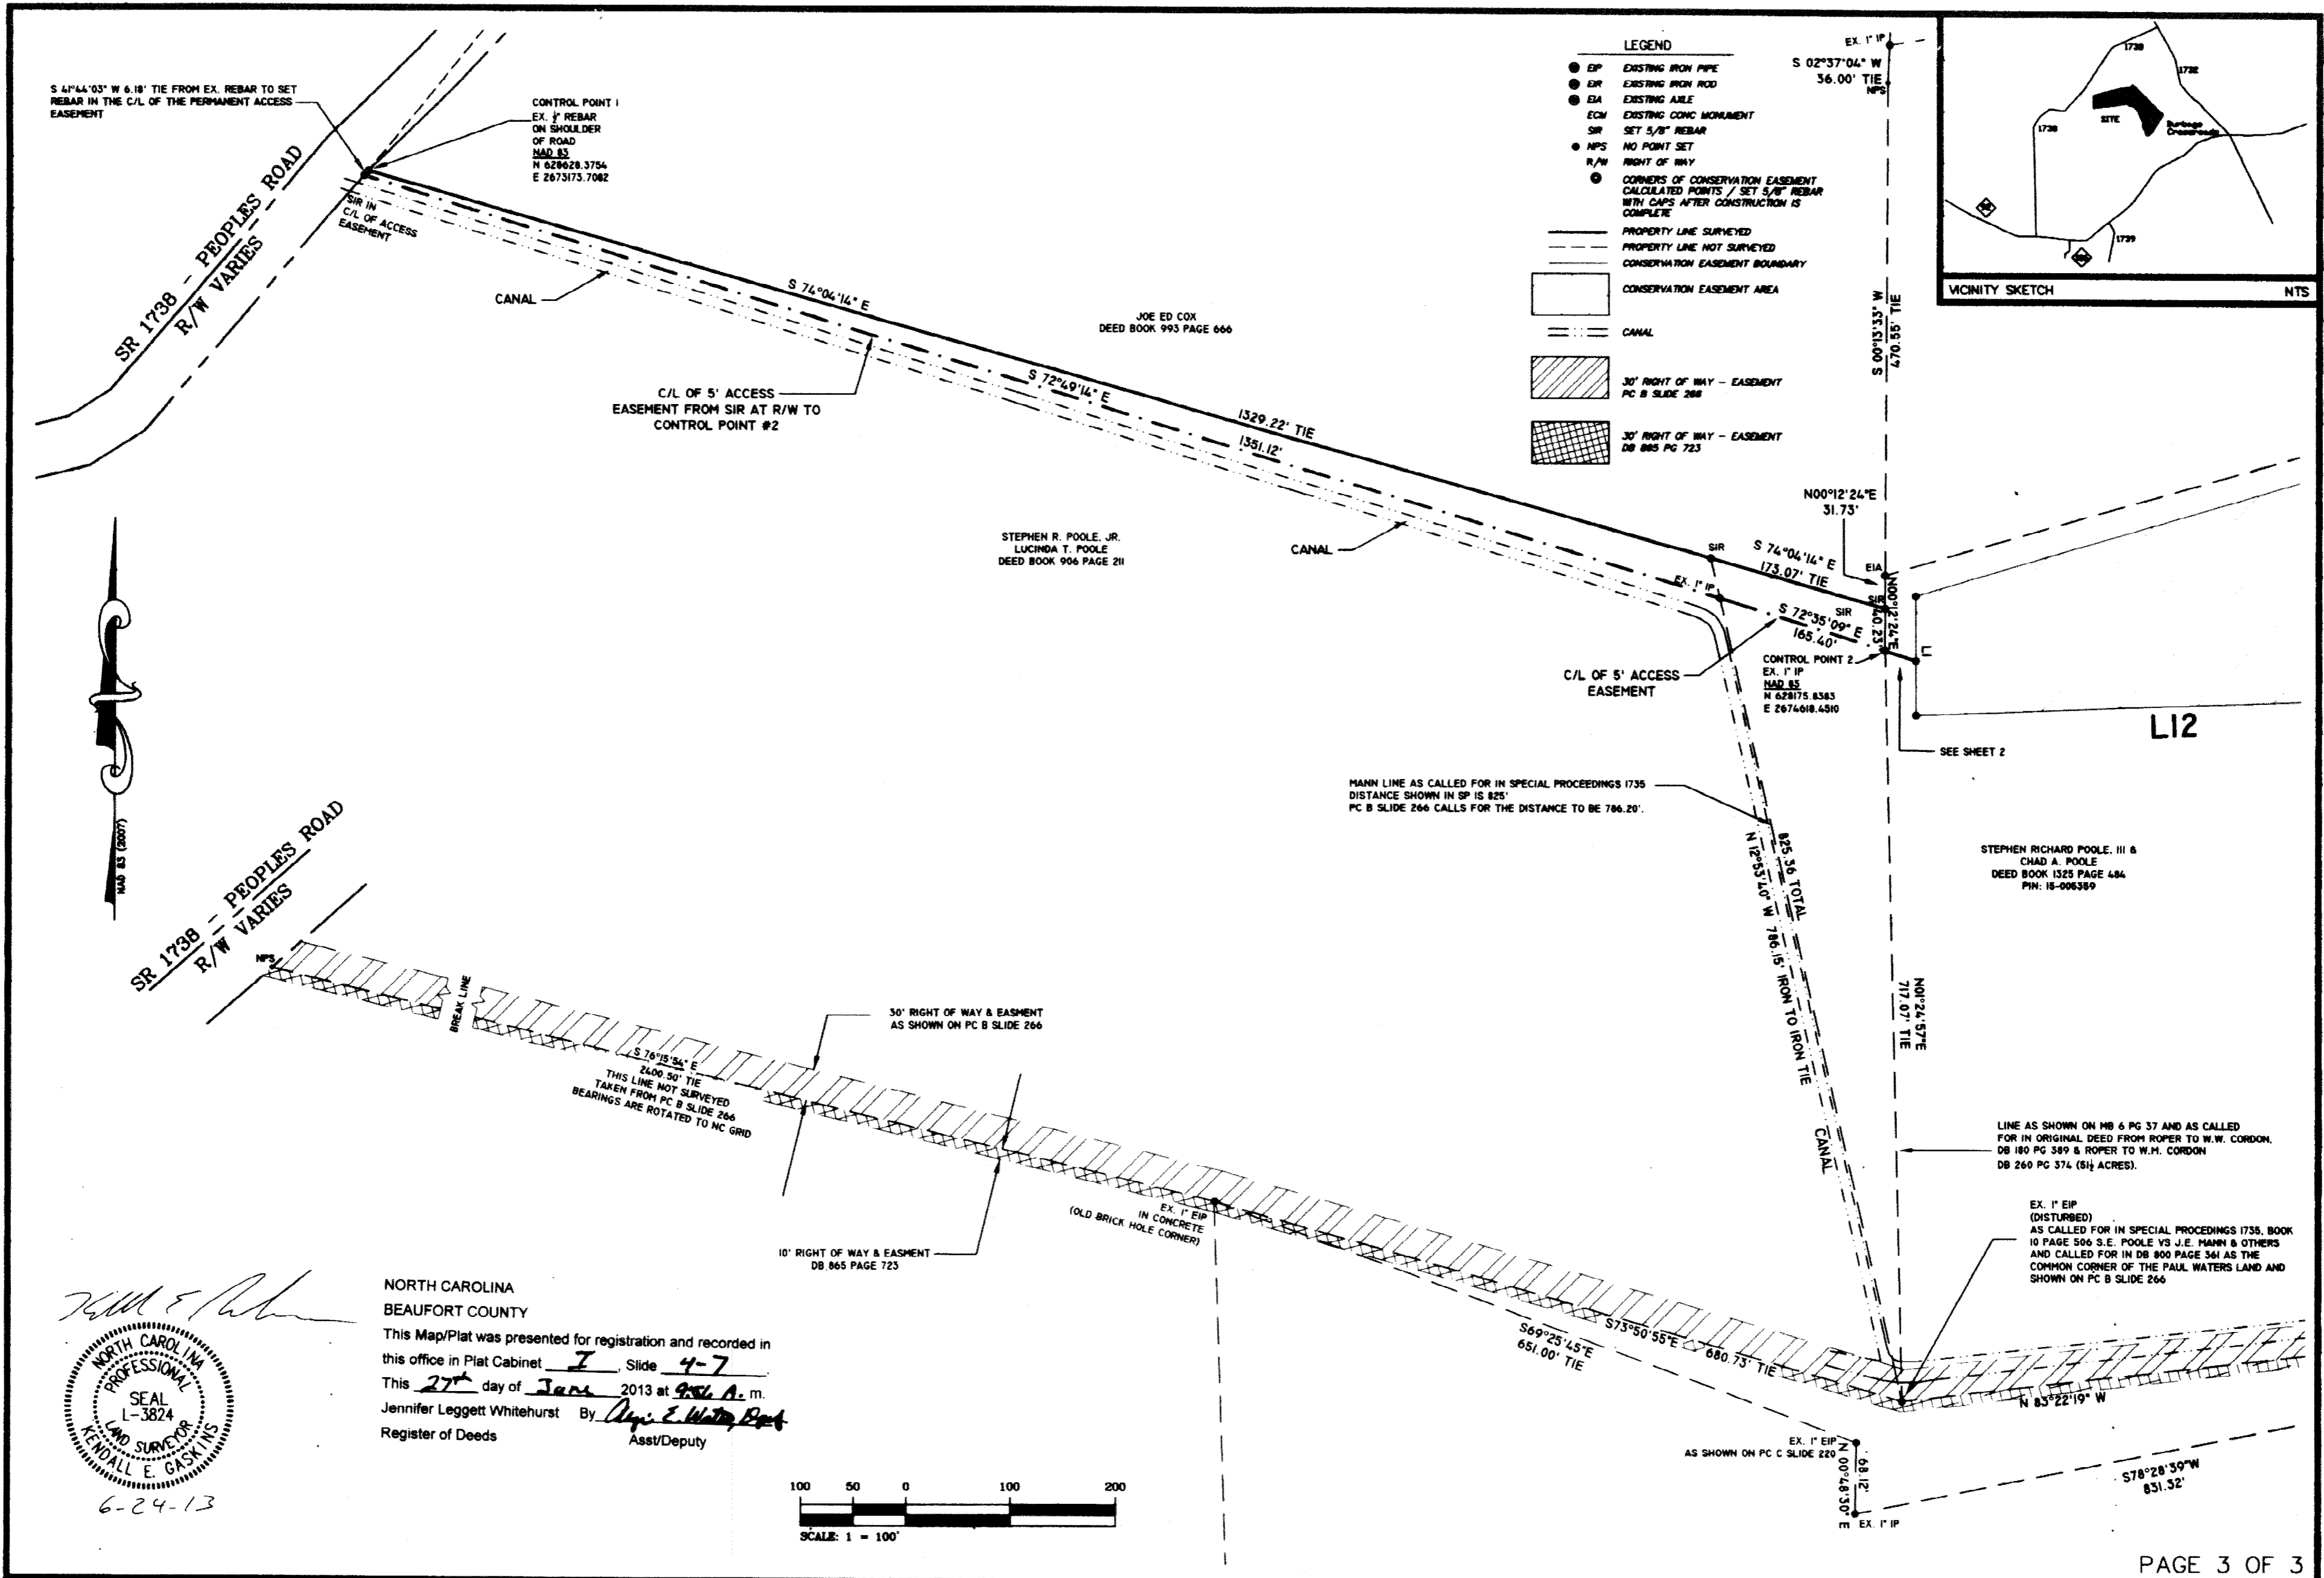 S 41°44'03" W 6.18' TIE FROM EX. REBAR TO SET
REBAR IN THE C/L OF THE PERMANENT ACCESS
EASEMENT
CONTROL POINT 1
EX. ½" REBAR
ON SHOULDER
OF ROAD
NAD 83
N 628628.3754
E 2673173.7082
SR 1738 - PEOPLES ROAD
R/W VARIES
SIR IN
C/L OF ACCESS
EASEMENT
CANAL
S 74°04'14" E
JOE ED COX
DEED BOOK 993 PAGE 666
C/L OF 5' ACCESS
EASEMENT FROM SIR AT R/W TO
CONTROL POINT #2
S 72°49'14" E
1329.22' TIE
1351.12'
STEPHEN R. POOLE, JR.
LUCINDA T. POOLE
DEED BOOK 906 PAGE 211
CANAL
LEGEND
EIP EXISTING IRON PIPE
EIR EXISTING IRON ROD
EIA EXISTING AXLE
ECM EXISTING CONC MONUMENT
SIR SET 5/8" REBAR
NPS NO POINT SET
R/W RIGHT OF WAY
CORNERS OF CONSERVATION EASEMENT
CALCULATED POINTS / SET 5/8" REBAR
WITH CAPS AFTER CONSTRUCTION IS
COMPLETE
PROPERTY LINE SURVEYED
PROPERTY LINE NOT SURVEYED
CONSERVATION EASEMENT BOUNDARY
CONSERVATION EASEMENT AREA
CANAL
30' RIGHT OF WAY - EASEMENT
PC B SLIDE 266
30' RIGHT OF WAY - EASEMENT
DB 865 PG 723
EX. 1" IP
S 02°37'04" W
36.00' TIE
NPS
S 00°13'33" W
470.55' TIE
1738
1732
1738
SITE
Burbage
Crossroads
1739
VICINITY SKETCH
NTS
N00°12'24"E
31.73'
SIR
S 74°04'14" E
173.07' TIE
EIA
SIR
N00°12'24"E
140.23'
EX. 1" IP
SIR
S 72°35'09" E
165.40'
L1
C/L OF 5' ACCESS
EASEMENT
CONTROL POINT 2
EX. 1" IP
NAD 83
N 628175.8383
E 2674618.4510
L12
SEE SHEET 2
MANN LINE AS CALLED FOR IN SPECIAL PROCEEDINGS 1735
DISTANCE SHOWN IN SP IS 825'
PC B SLIDE 266 CALLS FOR THE DISTANCE TO BE 786.20'.
825.36 TOTAL
N 12°53'40" W 786.15' IRON TO IRON TIE
CANAL
STEPHEN RICHARD POOLE, III &
CHAD A. POOLE
DEED BOOK 1325 PAGE 484
PIN: 15-005359
N01°24'57"E
717.07' TIE
LINE AS SHOWN ON MB 6 PG 37 AND AS CALLED
FOR IN ORIGINAL DEED FROM ROPER TO W.W. CORDON,
DB 180 PG 389 & ROPER TO W.M. CORDON
DB 260 PG 374 (51½ ACRES).
EX. 1" EIP
(DISTURBED)
AS CALLED FOR IN SPECIAL PROCEDINGS 1735, BOOK
10 PAGE 506 S.E. POOLE VS J.E. MANN & OTHERS
AND CALLED FOR IN DB 800 PAGE 361 AS THE
COMMON CORNER OF THE PAUL WATERS LAND AND
SHOWN ON PC B SLIDE 266
NAD 83 (2007)
SR 1738 - PEOPLES ROAD
R/W VARIES
NPS
BREAK LINE
30' RIGHT OF WAY & EASMENT
AS SHOWN ON PC B SLIDE 266
S 76°15'54" E
2400.50' TIE
THIS LINE NOT SURVEYED
TAKEN FROM PC B SLIDE 266
BEARINGS ARE ROTATED TO NC GRID
10' RIGHT OF WAY & EASMENT
DB 865 PAGE 723
EX. 1" EIP
IN CONCRETE
(OLD BRICK HOLE CORNER)
S69°25'45"E
651.00' TIE
S73°50'55"E 680.73' TIE
N 83°22'19" W
EX. 1" EIP
AS SHOWN ON PC C SLIDE 220
N 00°48'30" E
68.12'
EX. 1" IP
S78°28'39"W
831.32'
NORTH CAROLINA
PROFESSIONAL
SEAL
L-3824
LAND SURVEYOR
KENDALL E. GASKINS
6-24-13
NORTH CAROLINA
BEAUFORT COUNTY
This Map/Plat was presented for registration and recorded in
this office in Plat Cabinet I Slide 4-7
This 27th day of June 2013 at 9:56 A. m.
Jennifer Leggett Whitehurst By
Register of Deeds
Asst/Deputy
100 50 0 100 200
SCALE: 1 = 100'
PAGE 3 OF 3